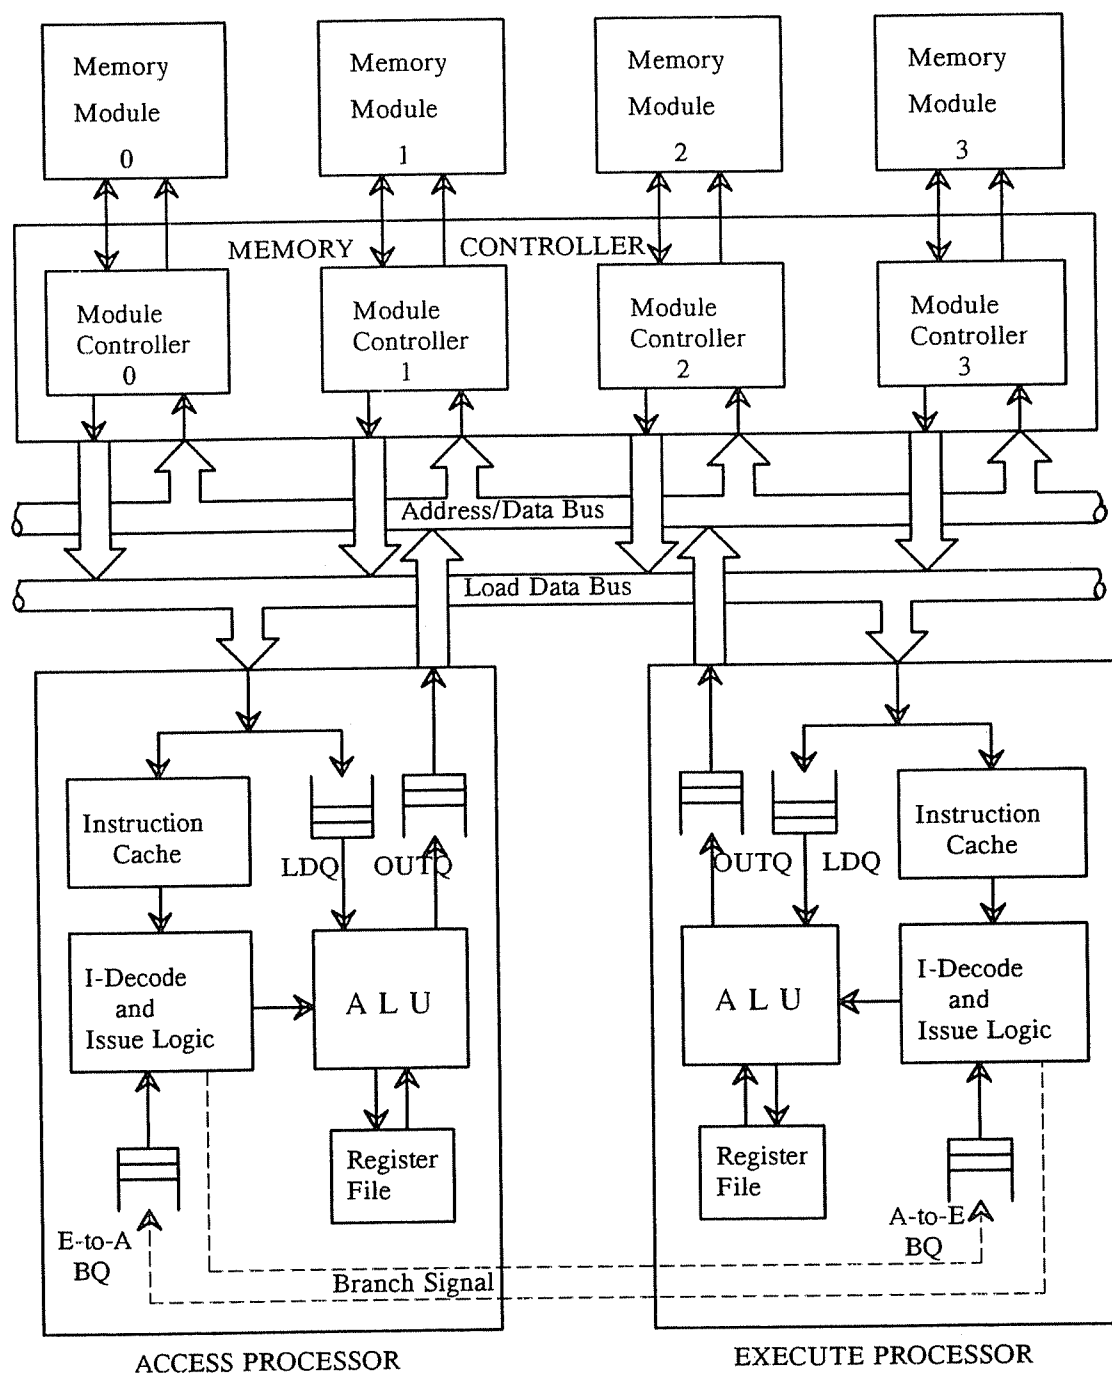 Memory
Module
0
Memory
Module
1
Memory
Module
2
Memory
Module
3
MEMORY CONTROLLER
Module
Controller
0
Module
Controller
1
Module
Controller
2
Module
Controller
3
Address/Data Bus
Load Data Bus
Instruction
Cache
LDQ
OUTQ
I-Decode
and
Issue Logic
A L U
Register
File
E-to-A
BQ
OUTQ
LDQ
Instruction
Cache
A L U
I-Decode
and
Issue Logic
Register
File
A-to-E
BQ
Branch Signal
ACCESS PROCESSOR
EXECUTE PROCESSOR